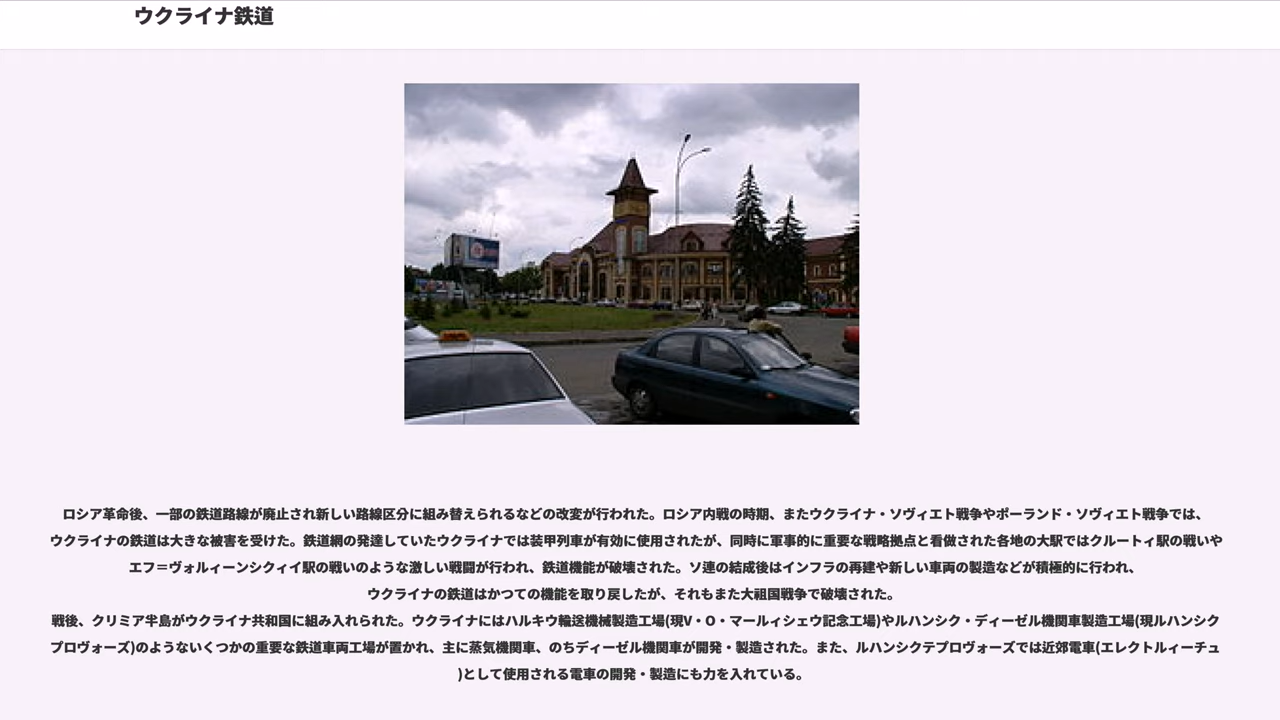 ウクライナ鉄道
ロシア革命後、一部の鉄道路線が廃止され新しい路線区分に組み替えられるなどの改変が行われた。ロシア内戦の時期、またウクライナ・ソヴィエト戦争やポーランド・ソヴィエト戦争では、
ウクライナの鉄道は大きな被害を受けた。鉄道網の発達していたウクライナでは装甲列車が有効に使用されたが、同時に軍事的に重要な戦略拠点と看做された各地の大駅ではクルートィ駅の戦いや
エフ＝ヴォルィーンシクィイ駅の戦いのような激しい戦闘が行われ、鉄道機能が破壊された。ソ連の結成後はインフラの再建や新しい車両の製造などが積極的に行われ、
ウクライナの鉄道はかつての機能を取り戻したが、それもまた大祖国戦争で破壊された。
戦後、クリミア半島がウクライナ共和国に組み入れられた。ウクライナにはハルキウ輸送機械製造工場(現V・O・マールィシェウ記念工場)やルハンシク・ディーゼル機関車製造工場(現ルハンシク
プロヴォーズ)のようないくつかの重要な鉄道車両工場が置かれ、主に蒸気機関車、のちディーゼル機関車が開発・製造された。また、ルハンシクテプロヴォーズでは近郊電車(エレクトルィーチュ
)として使用される電車の開発・製造にも力を入れている。